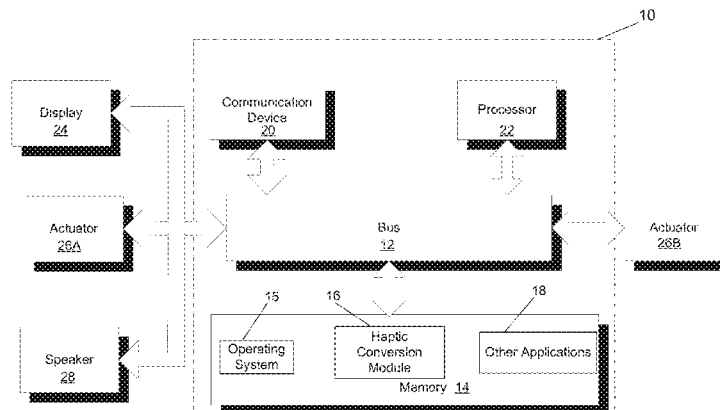 10
Display
24
Communication
Device
20
Processor
22
Actuator
26A
Bus
12
Actuator
26B
15
16
18
Operating
System
Haptic
Conversion
Module
Other Applications
Memory 14
Speaker
28